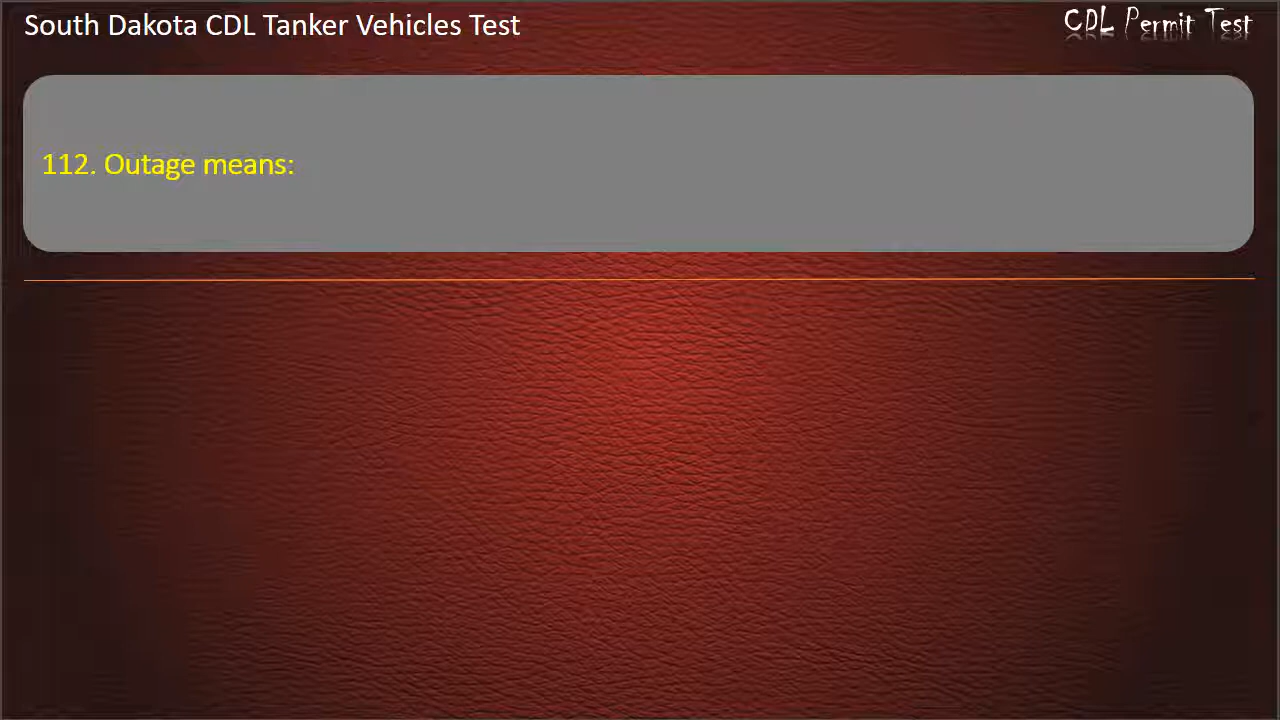 South Dakota CDL Tanker Vehicles Test
CDL Permit Test
112. Outage means: